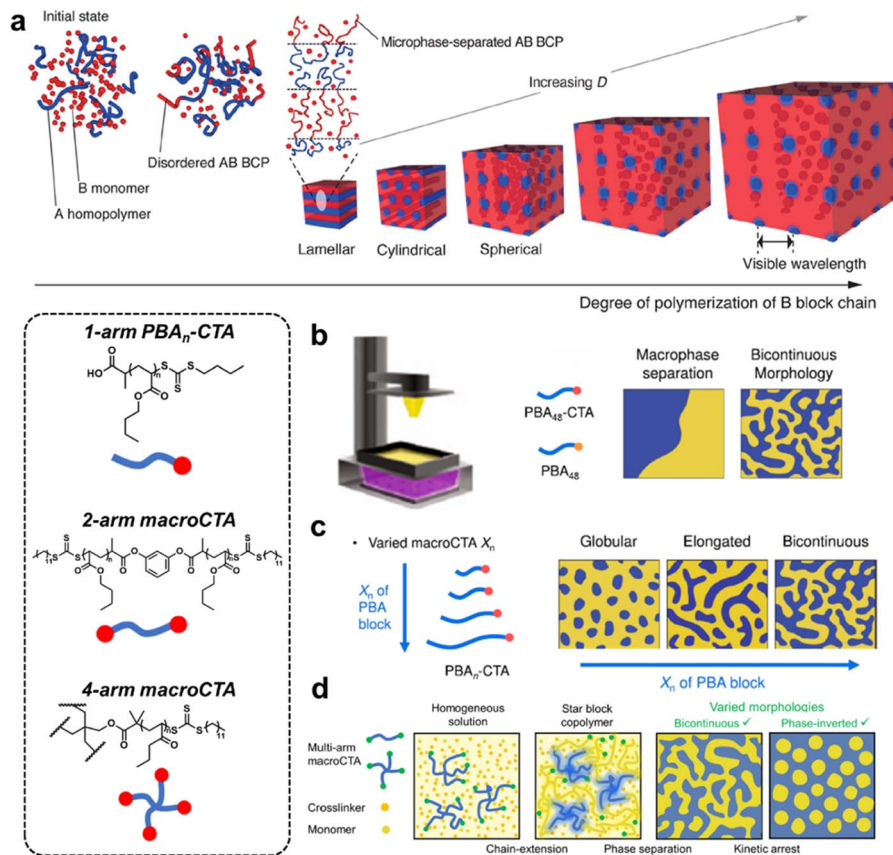 a
Initial state
Microphase-separated AB BCP
Increasing D
Disordered AB BCP
B monomer
A homopolymer
Lamellar
Cylindrical
Spherical
Visible wavelength
Degree of polymerization of B block chain
1-arm PBAn-CTA
HO
O
S
S
S
n
O
O
2-arm macroCTA
S
S
S
n
O
O
O
O
O
O
n
O
O
S
S
S
11
11
4-arm macroCTA
O
O
n
O
S
S
S
11
b
PBA48-CTA
PBA48
Macrophase
separation
Bicontinuous
Morphology
c
• Varied macroCTA Xn
Xn of
PBA
block
PBAn-CTA
Globular
Elongated
Bicontinuous
Xn of PBA block
d
Homogeneous
solution
Star block
copolymer
Varied morphologies
Bicontinuous ✓
Phase-inverted ✓
Multi-arm
macroCTA
Crosslinker
Monomer
Chain-extension
Phase separation
Kinetic arrest